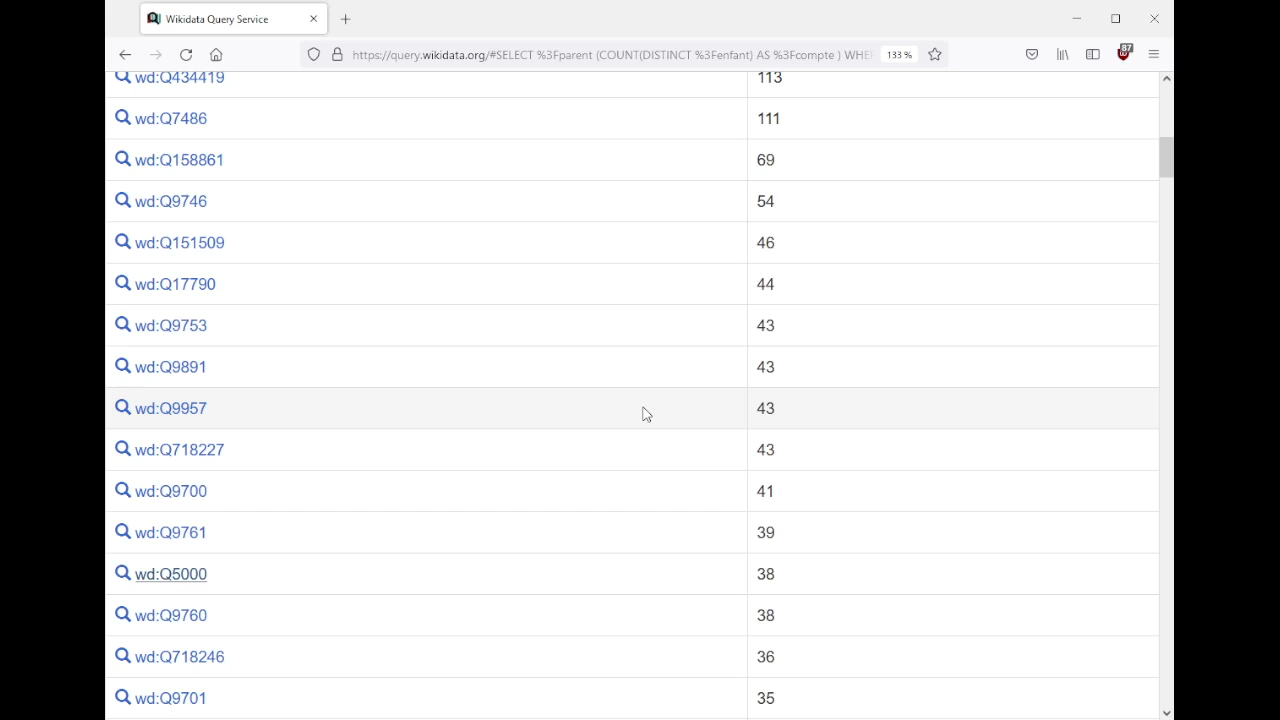 Wikidata Query Service
https://query.wikidata.org/#SELECT %3Fparent (COUNT(DISTINCT %3Fenfant) AS %3Fcompte ) WHE
133 %
87
wd:Q434419 113
wd:Q7486 111
wd:Q158861 69
wd:Q9746 54
wd:Q151509 46
wd:Q17790 44
wd:Q9753 43
wd:Q9891 43
wd:Q9957 43
wd:Q718227 43
wd:Q9700 41
wd:Q9761 39
wd:Q5000 38
wd:Q9760 38
wd:Q718246 36
wd:Q9701 35